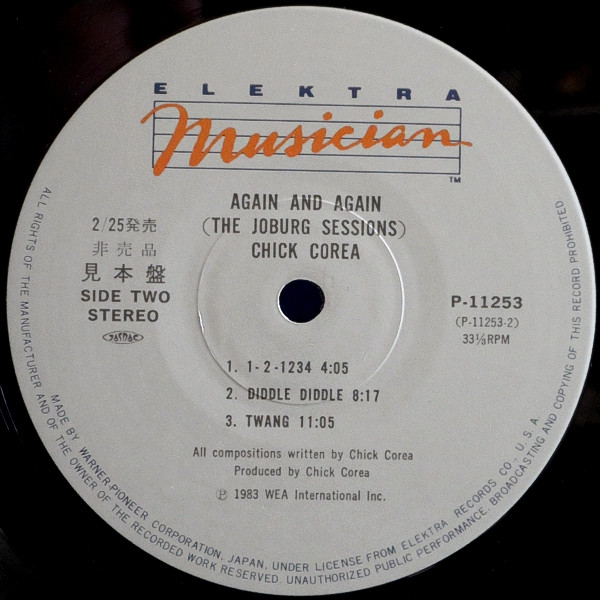 ELEKTRA
Musician
TM
AGAIN AND AGAIN
(THE JOBURG SESSIONS)
CHICK COREA
2/25発売
非売品
見本盤
SIDE TWO
STEREO
P-11253
(P-11253-2)
33⅓RPM
1. 1-2-1234 4:05
2. DIDDLE DIDDLE 8:17
3. TWANG 11:05
All compositions written by Chick Corea
Produced by Chick Corea
Ⓟ 1983 WEA International Inc.
ALL RIGHTS OF THE MANUFACTURER AND OF THE OWNER OF THE RECORDED WORK RESERVED. UNAUTHORIZED PUBLIC PERFORMANCE, BROADCASTING AND COPYING OF THIS RECORD PROHIBITED
MADE BY WARNER-PIONEER CORPORATION, JAPAN, UNDER LICENSE FROM ELEKTRA RECORDS CO., U.S.A.